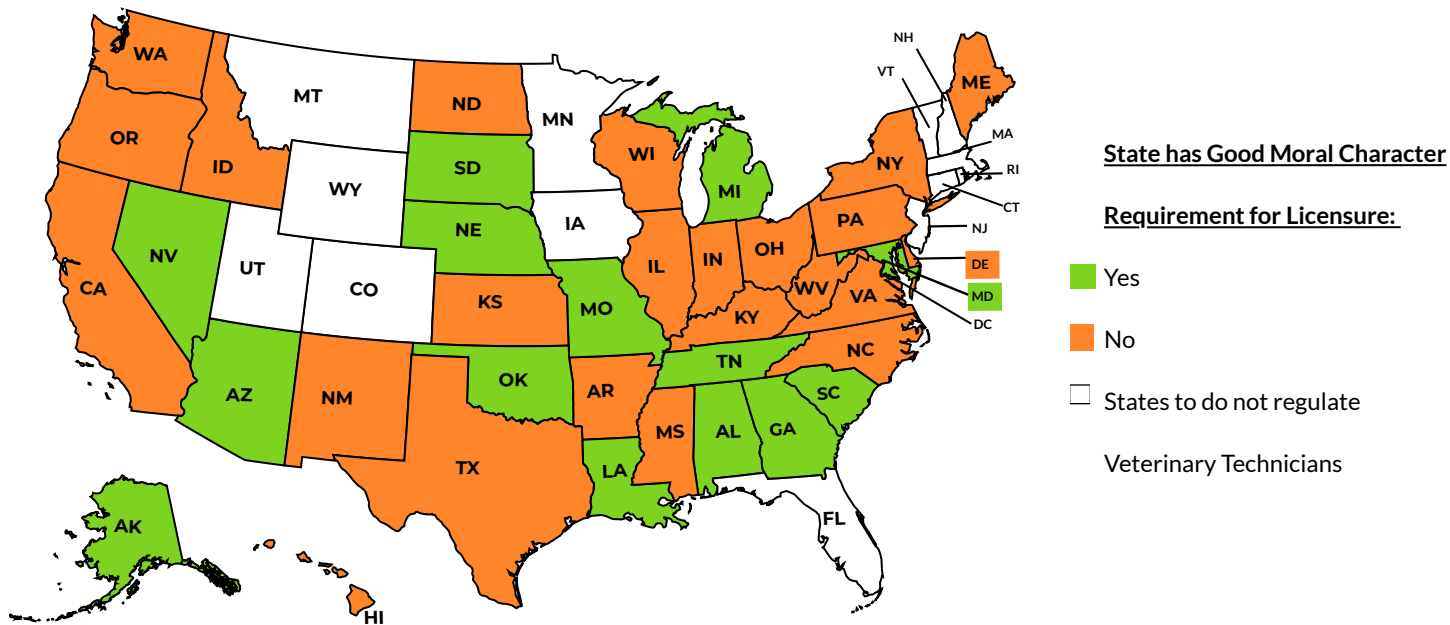 NH
WA
VT
ME
MT
ND
MN
OR
MA
WI
NY
ID
SD
RI
MI
WY
CT
PA
IA
NE
NJ
OH
NV
IN
DE
UT
IL
CA
CO
WV
VA
MD
KS
MO
KY
DC
NC
TN
OK
AR
SC
AZ
NM
MS
AL
GA
TX
LA
FL
AK
HI
State has Good Moral Character
Requirement for Licensure:
Yes
No
States to do not regulate
Veterinary Technicians